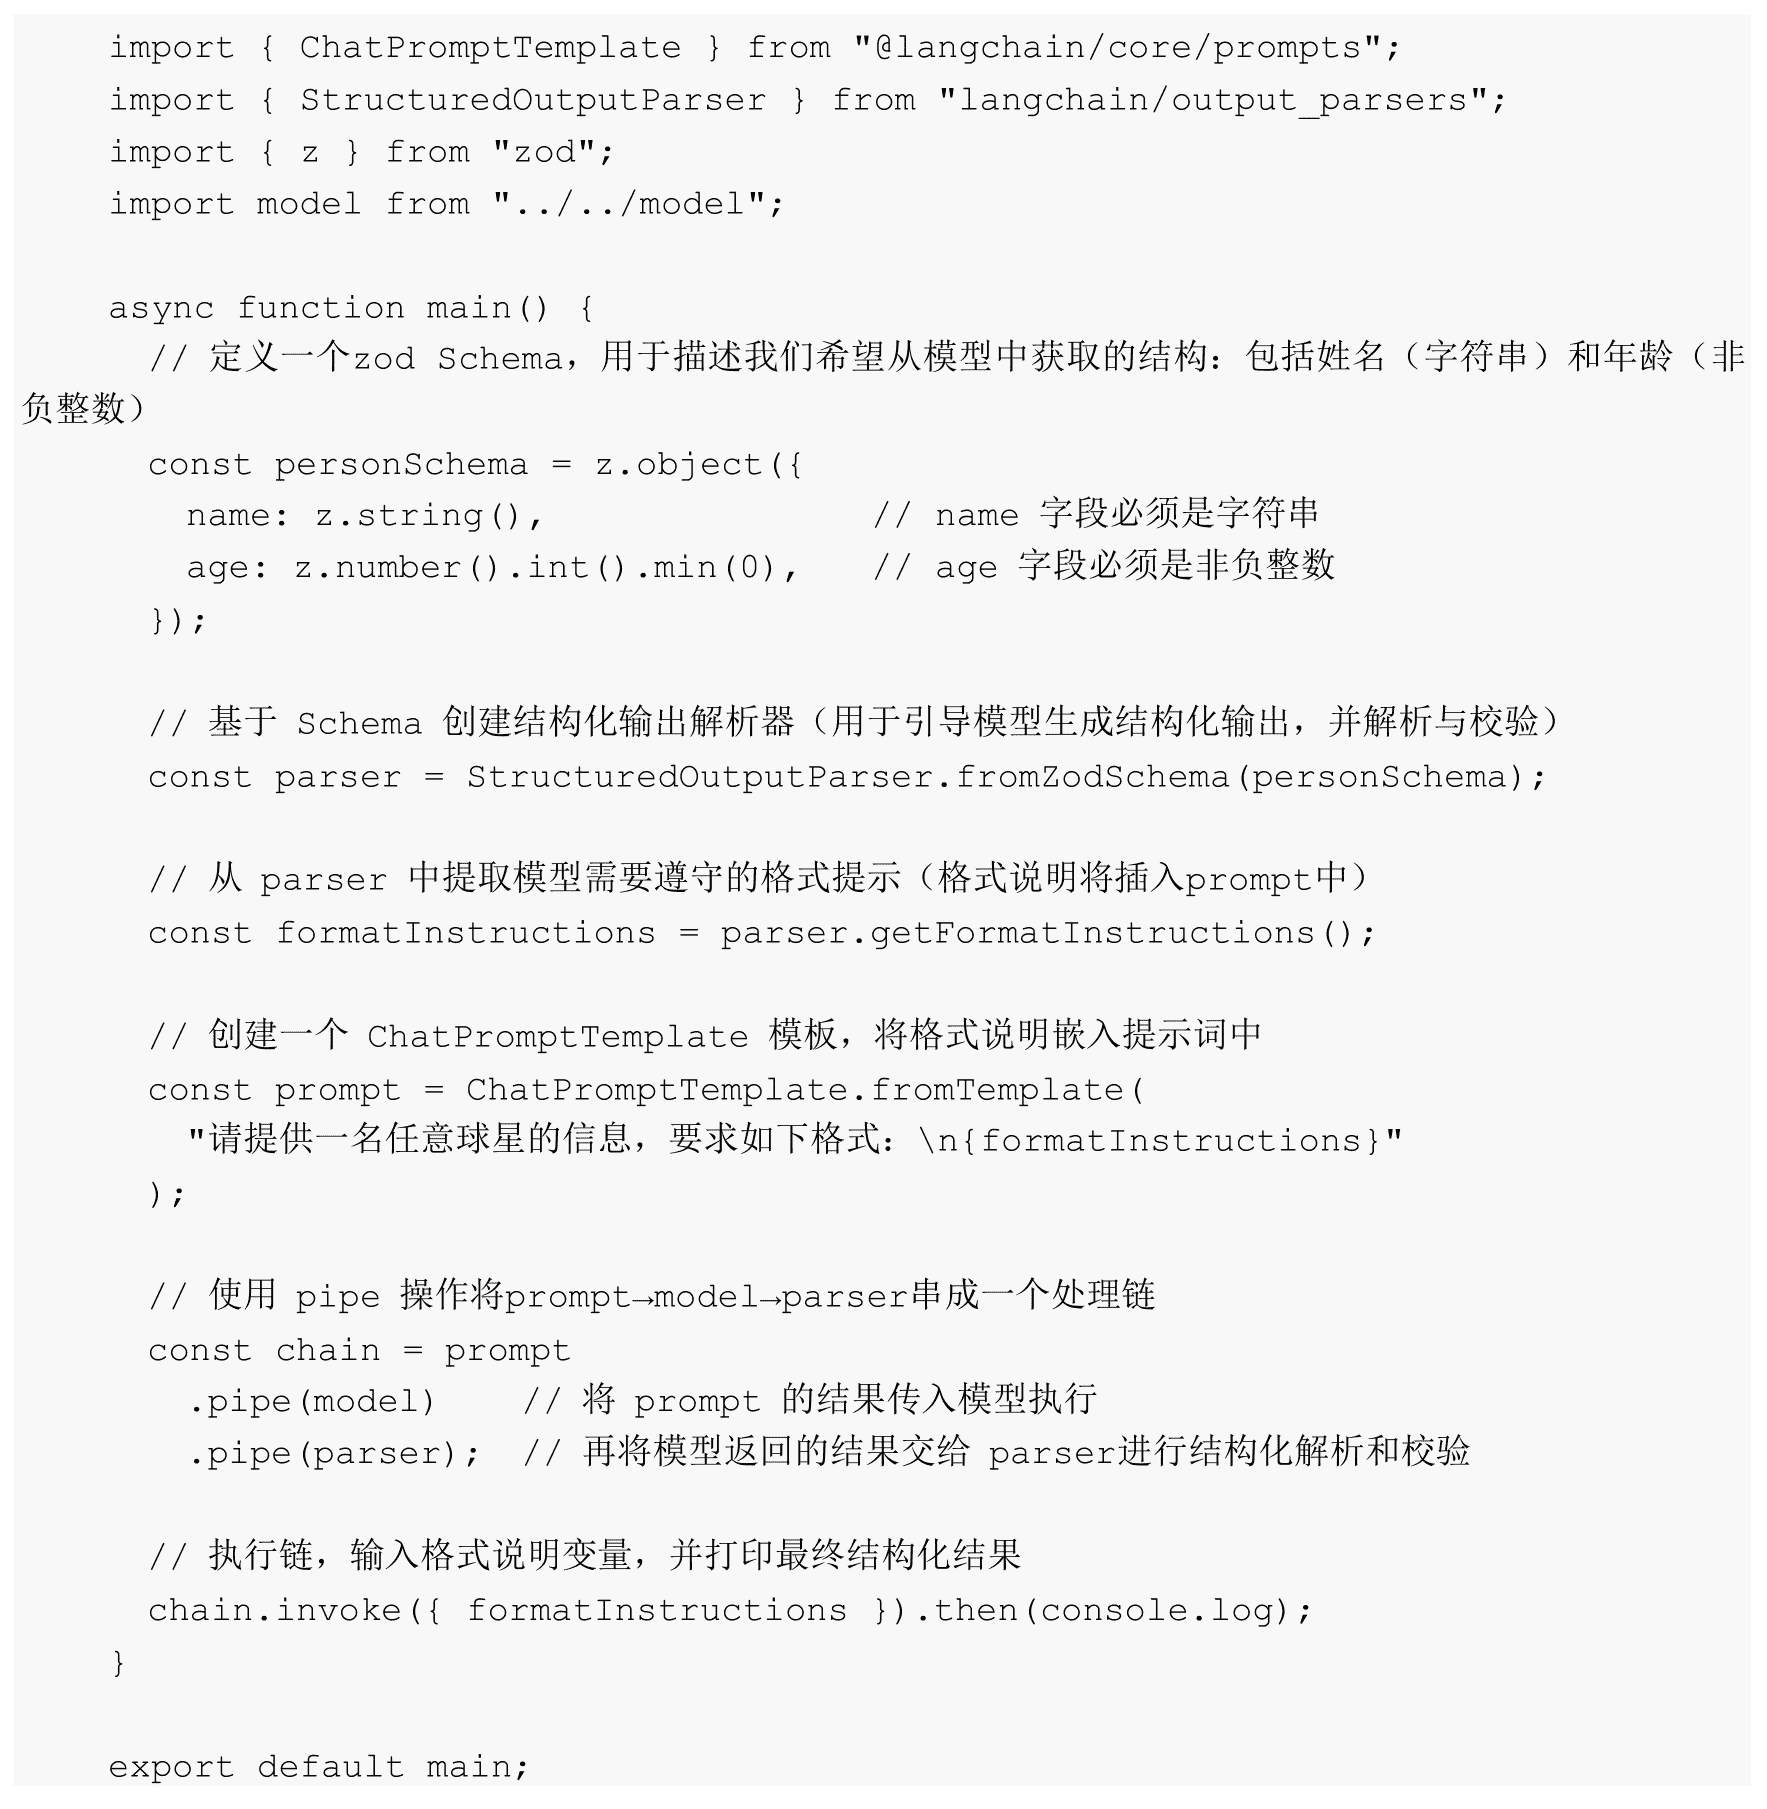 import { ChatPromptTemplate } from "@langchain/core/prompts";
import { StructuredOutputParser } from "langchain/output_parsers";
import { z } from "zod";
import model from "../../model";
async function main() {
// 定义一个zod Schema，用于描述我们希望从模型中获取的结构：包括姓名（字符串）和年龄（非
负整数）
const personSchema = z.object({
name: z.string(), // name 字段必须是字符串
age: z.number().int().min(0), // age 字段必须是非负整数
});
// 基于 Schema 创建结构化输出解析器（用于引导模型生成结构化输出，并解析与校验）
const parser = StructuredOutputParser.fromZodSchema(personSchema);
// 从 parser 中提取模型需要遵守的格式提示（格式说明将插入prompt中）
const formatInstructions = parser.getFormatInstructions();
// 创建一个 ChatPromptTemplate 模板，将格式说明嵌入提示词中
const prompt = ChatPromptTemplate.fromTemplate(
"请提供一名任意球星的信息，要求如下格式：\n{formatInstructions}"
);
// 使用 pipe 操作将prompt→model→parser串成一个处理链
const chain = prompt
.pipe(model) // 将 prompt 的结果传入模型执行
.pipe(parser); // 再将模型返回的结果交给 parser进行结构化解析和校验
// 执行链，输入格式说明变量，并打印最终结构化结果
chain.invoke({ formatInstructions }).then(console.log);
}
export default main;